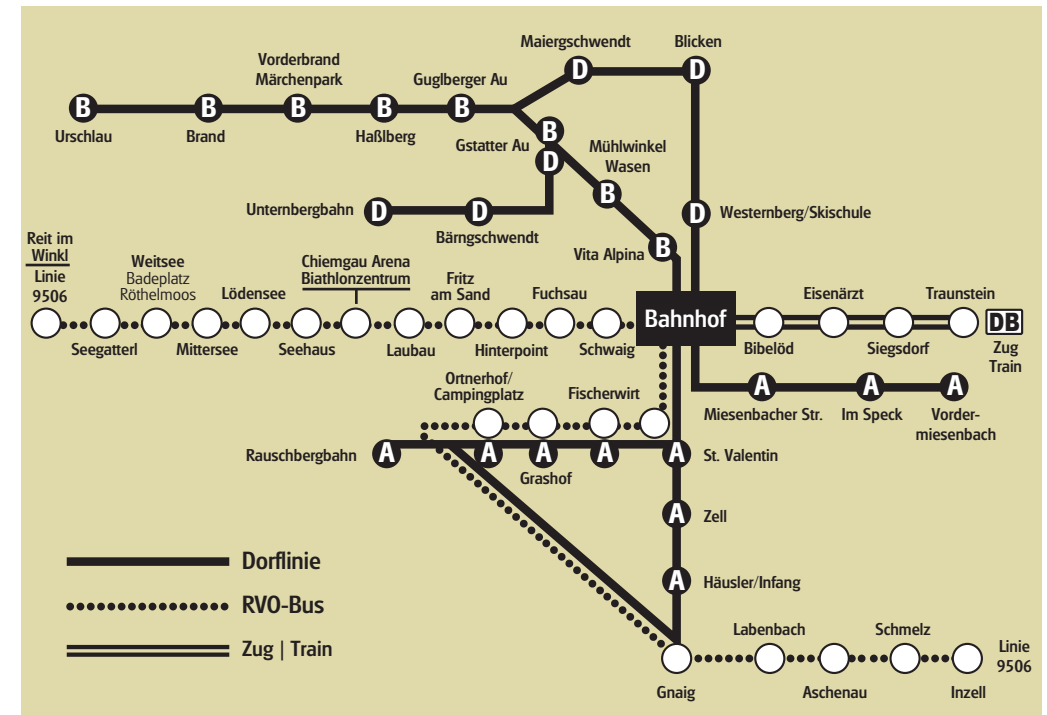 Maiergschwendt
Blicken
Vorderbrand
Märchenpark
Guglberger Au
D
D
B
B
B
B
B
Urschlau
Brand
Haßlberg
Gstatter Au
B
D
Mühlwinkel
Wasen
B
Unternbergbahn
D
D
Bärngschwendt
D
Westernberg/Skischule
Vita Alpina
B
Reit im
Winkl
Linie
9506
Weitsee
Badeplatz
Röthelmoos
Lödensee
Chiemgau Arena
Biathlonzentrum
Fritz
am Sand
Fuchsau
Seegatterl
Mittersee
Seehaus
Laubau
Hinterpoint
Schwaig
Bahnhof
Eisenärzt
Traunstein
Bibelöd
Siegsdorf
DB
Zug
Train
A
A
A
Miesenbacher Str.
Im Speck
Vorder-
miesenbach
Ortnerhof/
Campingplatz
Fischerwirt
Rauschbergbahn
A
A
A
A
A
St. Valentin
Grashof
A
Zell
A
Häusler/Infang
Dorflinie
RVO-Bus
Zug | Train
Labenbach
Schmelz
Linie
9506
Gnaig
Aschenau
Inzell